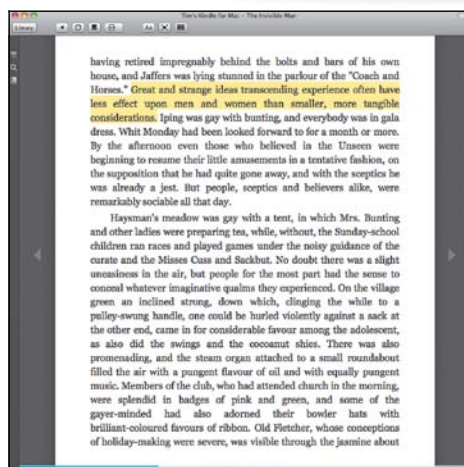 Tim's Kindle for Mac - The Invisible Man
Library
Aa
having retired impregnably behind the bolts and bars of his own
house, and Jaffers was lying stunned in the parlour of the "Coach and
Horses." Great and strange ideas transcending experience often have
less effect upon men and women than smaller, more tangible
considerations. Iping was gay with bunting, and everybody was in gala
dress. Whit Monday had been looked forward to for a month or more.
By the afternoon even those who believed in the Unseen were
beginning to resume their little amusements in a tentative fashion, on
the supposition that he had quite gone away, and with the sceptics he
was already a jest. But people, sceptics and believers alike, were
remarkably sociable all that day.
Haysman's meadow was gay with a tent, in which Mrs. Bunting
and other ladies were preparing tea, while, without, the Sunday-school
children ran races and played games under the noisy guidance of the
curate and the Misses Cuss and Sackbut. No doubt there was a slight
uneasiness in the air, but people for the most part had the sense to
conceal whatever imaginative qualms they experienced. On the village
green an inclined strong, down which, clinging the while to a
pulley-swung handle, one could be hurled violently against a sack at
the other end, came in for considerable favour among the adolescent,
as also did the swings and the cocoanut shies. There was also
promenading, and the steam organ attached to a small roundabout
filled the air with a pungent flavour of oil and with equally pungent
music. Members of the club, who had attended church in the morning,
were splendid in badges of pink and green, and some of the
gayer-minded had also adorned their bowler hats with
brilliant-coloured favours of ribbon. Old Fletcher, whose conceptions
of holiday-making were severe, was visible through the jasmine about